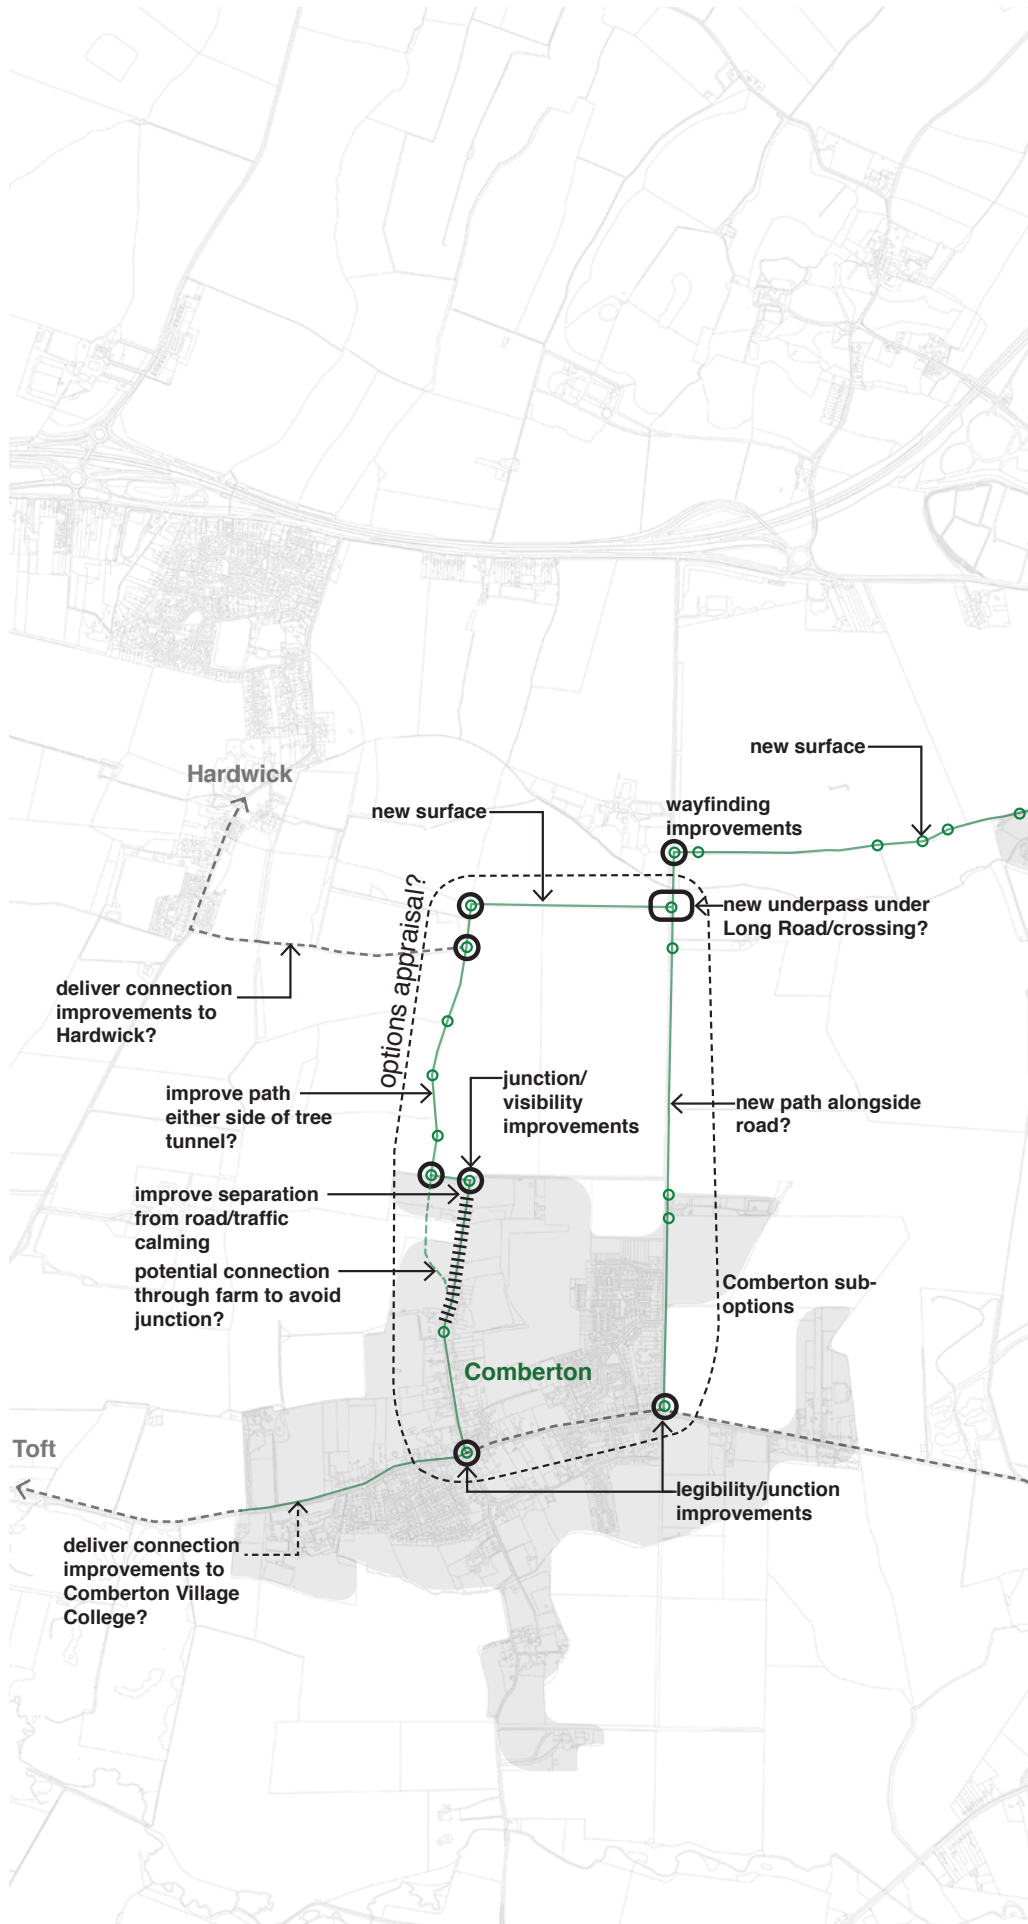 new surface
Hardwick
wayfinding
improvements
new surface
options appraisal?
new underpass under
Long Road/crossing?
deliver connection
improvements to
Hardwick?
junction/
visibility
improvements
improve path
either side of tree
tunnel?
new path alongside
road?
improve separation
from road/traffic
calming
potential connection
through farm to avoid
junction?
Comberton sub-
options
Comberton
Toft
legibility/junction
improvements
deliver connection
improvements to
Comberton Village
College?